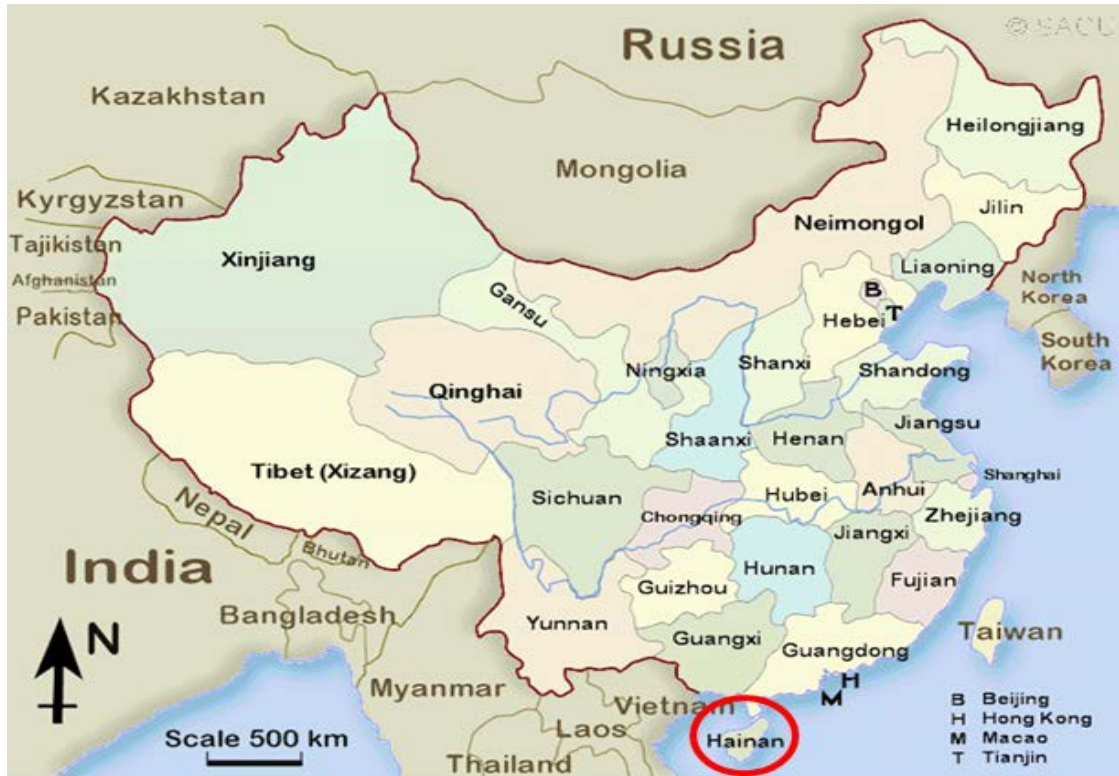 © SACU
Russia
Kazakhstan
Heilongjiang
Mongolia
Kyrgyzstan
Jilin
Neimongol
Tajikistan
Xinjiang
Liaoning
Afghanistan
North
Korea
B
Gansu
Pakistan
T
Hebei
South
Korea
Ningxia
Shanxi
Shandong
Qinghai
Jiangsu
Shaanxi
Henan
Tibet (Xizang)
Shanghai
Sichuan
Hubei
Anhui
Nepal
Chongqing
Zhejiang
Jiangxi
Bhutan
India
Hunan
Fujian
Guizhou
Bangladesh
Yunnan
N
Guangxi
Taiwan
Guangdong
H
Myanmar
M
Vietnam
Laos
Hainan
Scale 500 km
Thailand
B Beijing
H Hong Kong
M Macao
T Tianjin